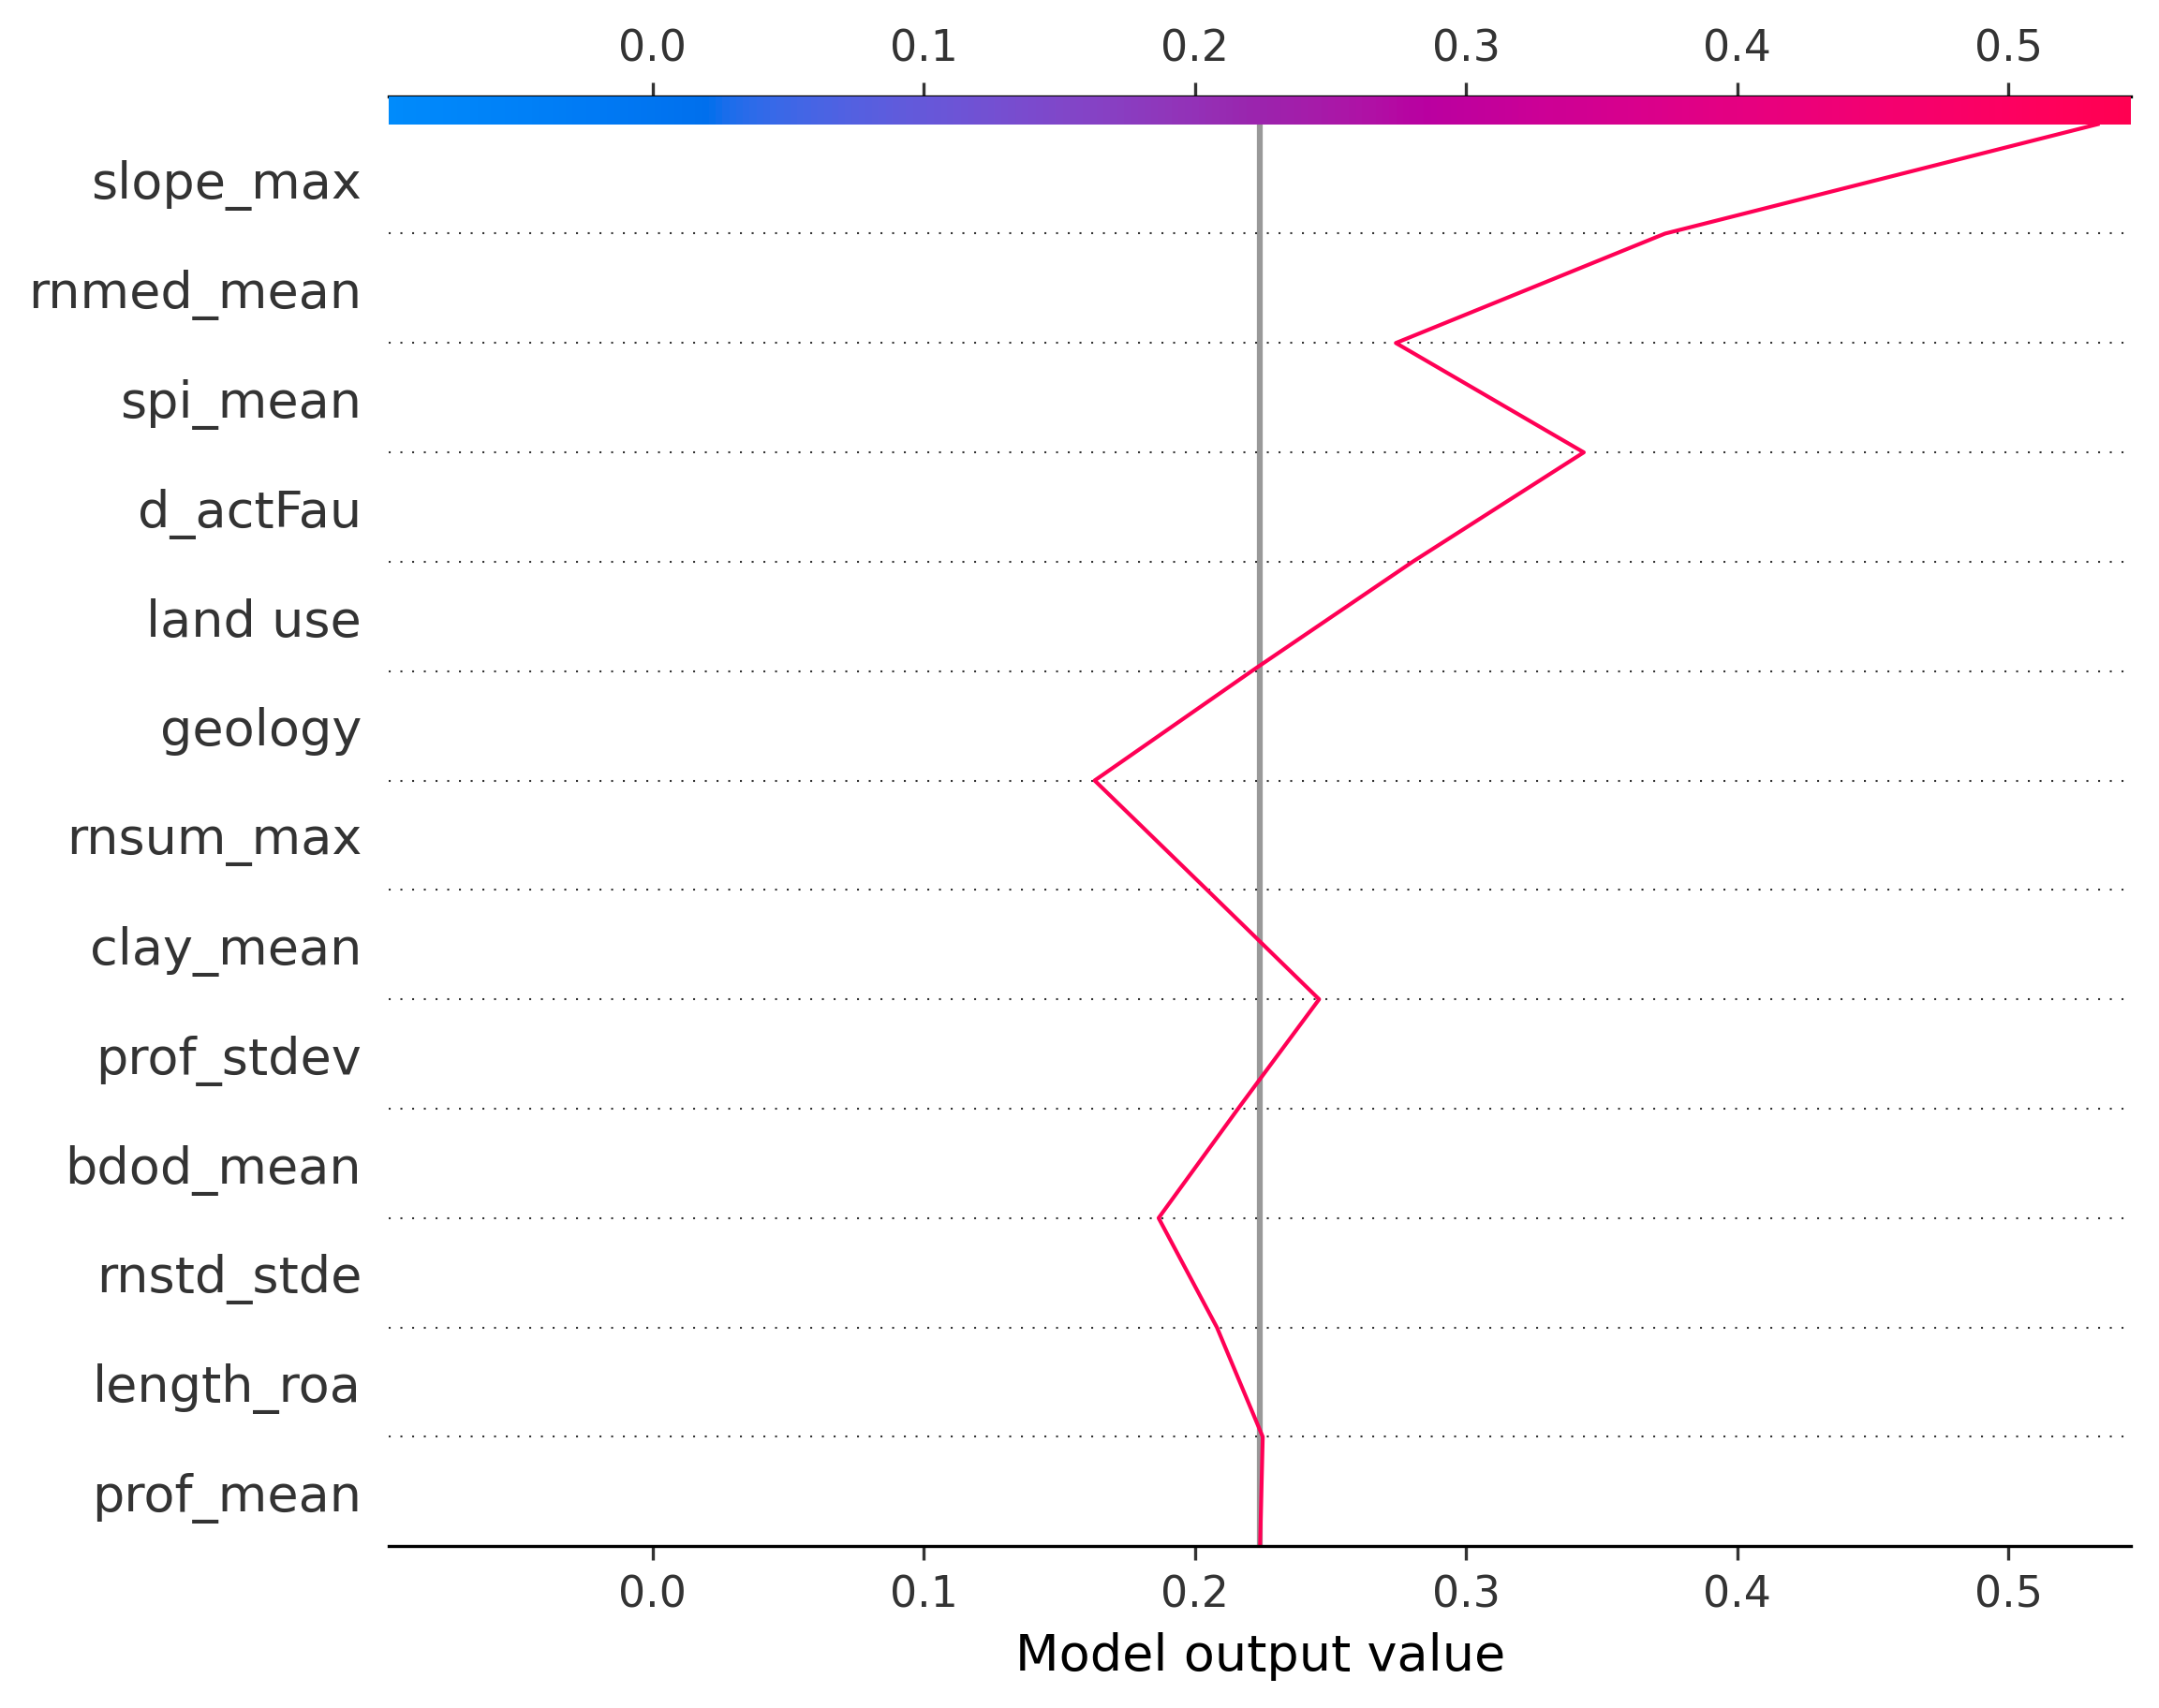 0.0 0.1 0.2 0.3 0.4 0.5
slope_max
rnmed_mean
spi_mean
d_actFau
land use
geology
rnsum_max
clay_mean
prof_stdev
bdod_mean
rnstd_stde
length_roa
prof_mean
0.0 0.1 0.2 0.3 0.4 0.5
Model output value